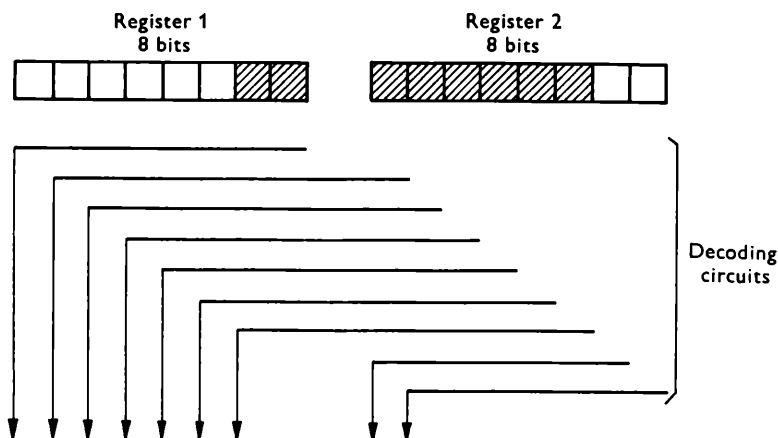 Register 1
8 bits
Register 2
8 bits
Decoding
circuits